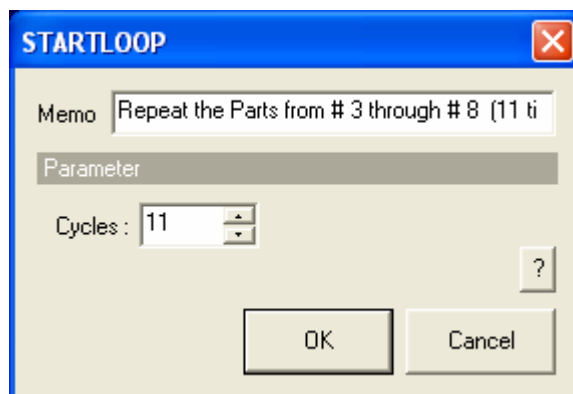 STARTLOOP
Memo Repeat the Parts from # 3 through # 8 (11 ti
Parameter
Cycles : 11
?
OK Cancel